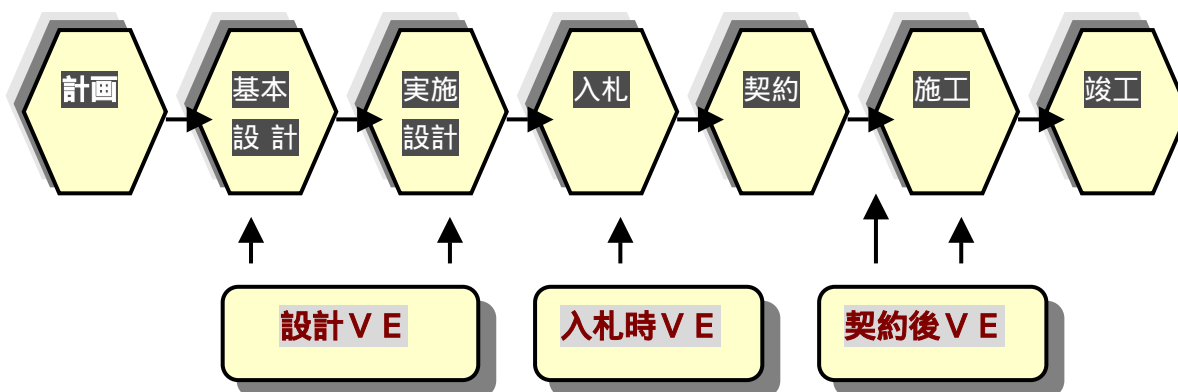 計画
基本
設 計
実施
設計
入札
契約
施工
竣工
設計ＶＥ
入札時ＶＥ
契約後ＶＥ